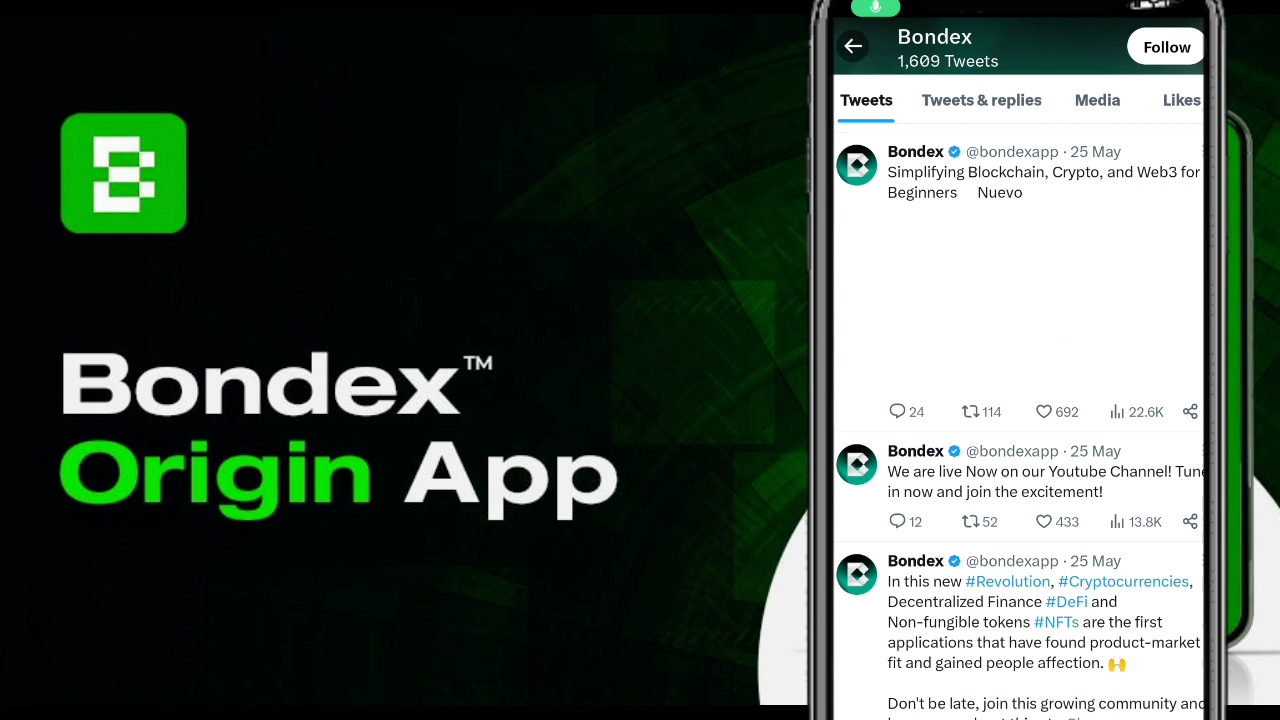 Bondex™
Origin App
Bondex
1,609 Tweets
Follow
Tweets
Tweets & replies
Media
Likes
Bondex @bondexapp · 25 May
Simplifying Blockchain, Crypto, and Web3 for
Beginners Nuevo
24 114 692 22.6K
Bondex @bondexapp · 25 May
We are live Now on our Youtube Channel! Tune
in now and join the excitement!
12 52 433 13.8K
Bondex @bondexapp · 25 May
In this new #Revolution, #Cryptocurrencies,
Decentralized Finance #DeFi and
Non-fungible tokens #NFTs are the first
applications that have found product-market
fit and gained people affection. 🙌
Don't be late, join this growing community and